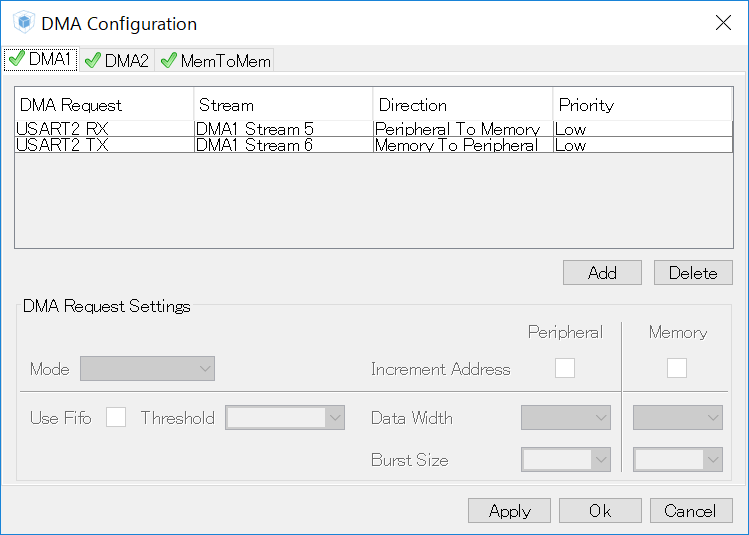 DMA Configuration
DMA1 DMA2 MemToMem
DMA Request Stream Direction Priority
USART2 RX DMA1 Stream 5 Peripheral To Memory Low
USART2 TX DMA1 Stream 6 Memory To Peripheral Low
Add Delete
DMA Request Settings
Peripheral Memory
Mode Increment Address
Use Fifo Threshold Data Width
Burst Size
Apply Ok Cancel